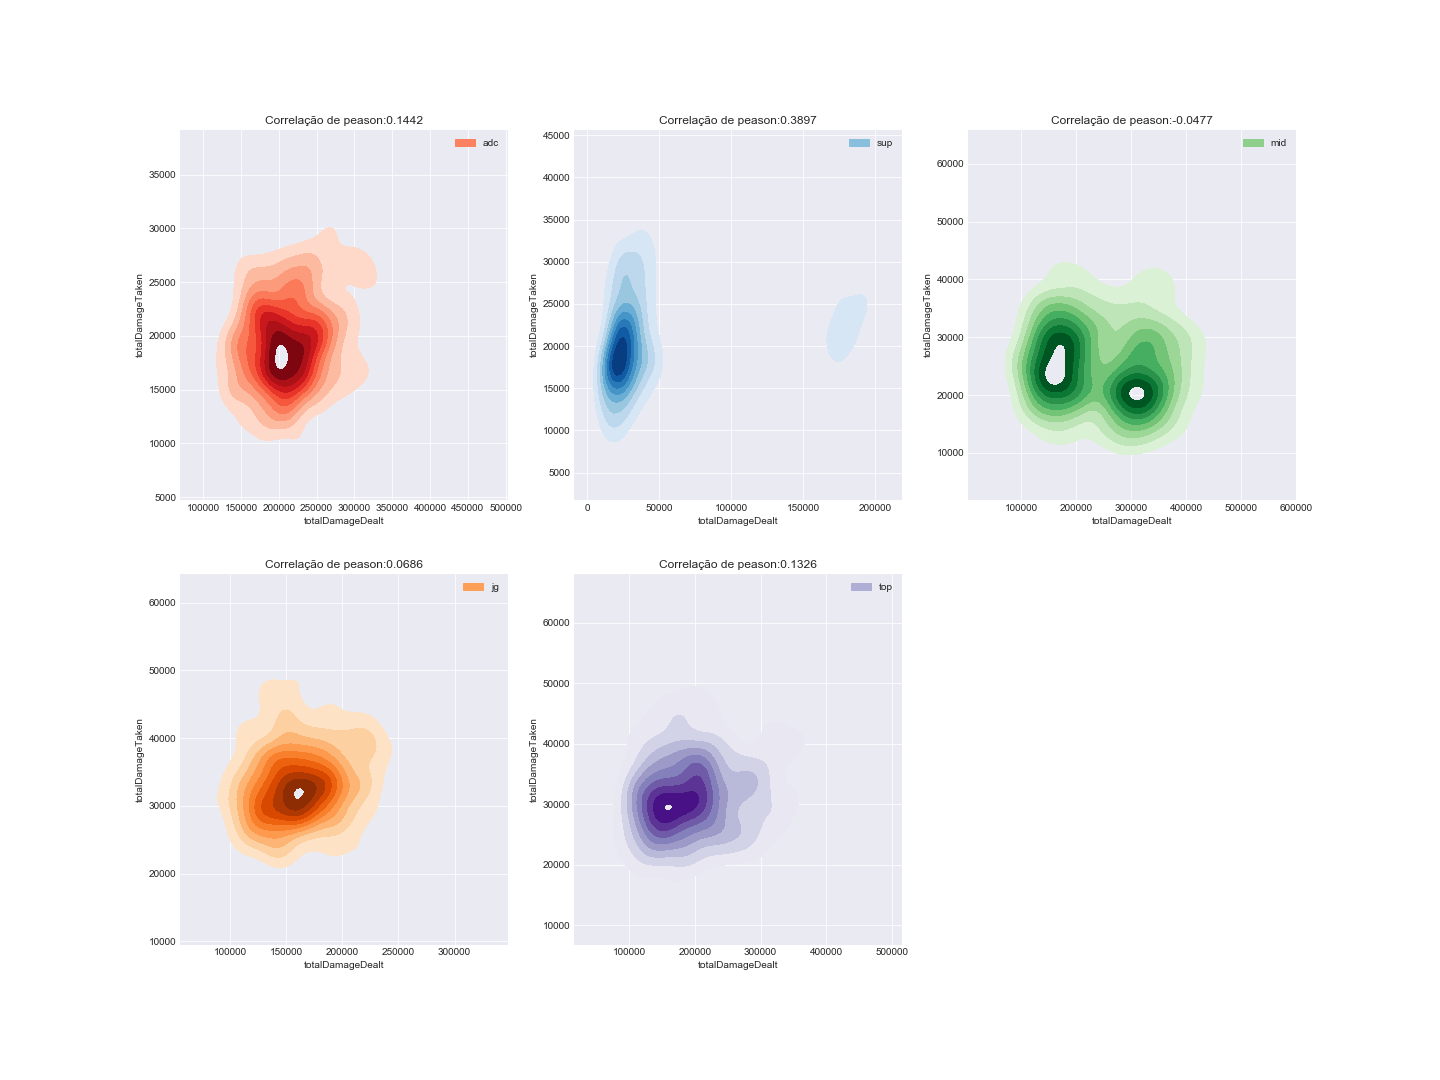 Correlação de peason:0.1442
adc
35000
30000
25000
20000
15000
10000
5000
totalDamageTaken
100000 150000 200000 250000 300000 350000 400000 450000 500000
totalDamageDealt
Correlação de peason:0.3897
sup
45000
40000
35000
30000
25000
20000
15000
10000
5000
totalDamageTaken
0 50000 100000 150000 200000
totalDamageDealt
Correlação de peason:-0.0477
mid
60000
50000
40000
30000
20000
10000
totalDamageTaken
100000 200000 300000 400000 500000 600000
totalDamageDealt
Correlação de peason:0.0686
jg
60000
50000
40000
30000
20000
10000
totalDamageTaken
100000 150000 200000 250000 300000
totalDamageDealt
Correlação de peason:0.1326
top
60000
50000
40000
30000
20000
10000
totalDamageTaken
100000 200000 300000 400000 500000
totalDamageDealt